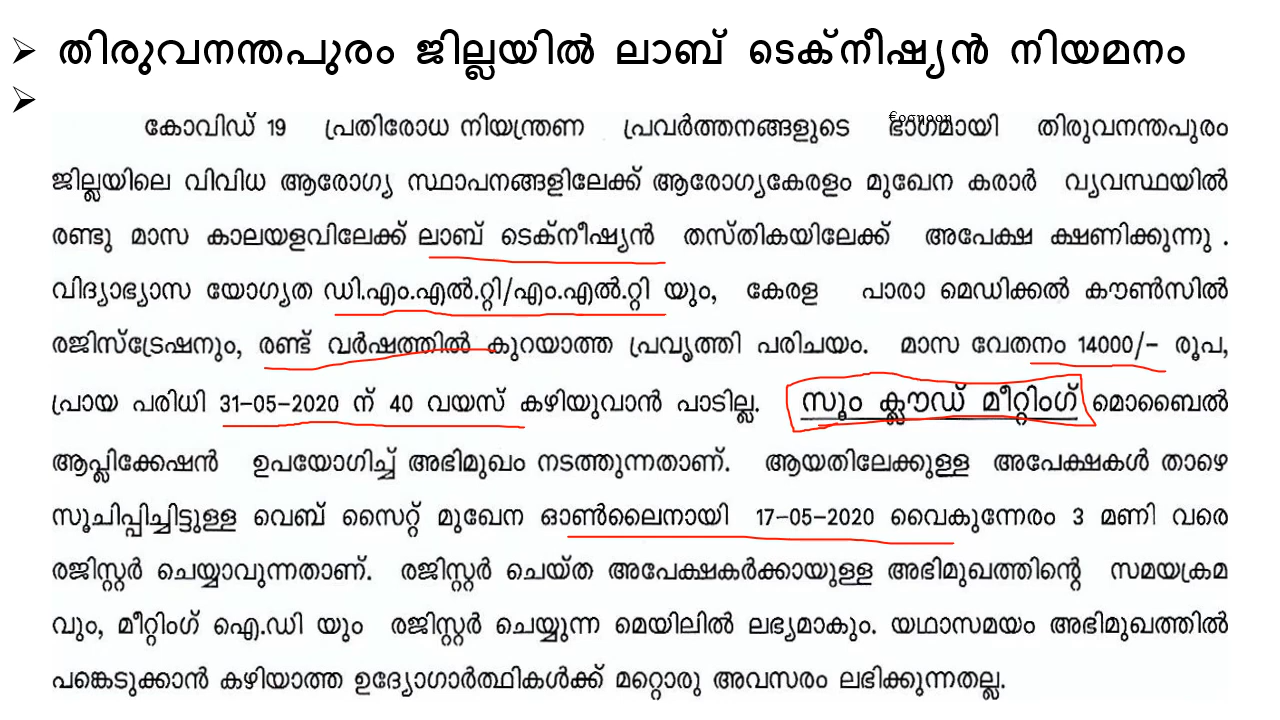 ➢ തിരുവനന്തപുരം ജില്ലയിൽ ലാബ് ടെക്നീഷ്യൻ നിയമനം
➢
കോവിഡ് 19 പ്രതിരോധ നിയന്ത്രണ പ്രവർത്തനങ്ങളുടെ ഭാഗമായി തിരുവനന്തപുരം
ജില്ലയിലെ വിവിധ ആരോഗ്യ സ്ഥാപനങ്ങളിലേക്ക് ആരോഗ്യകേരളം മുഖേന കരാർ വ്യവസ്ഥയിൽ
രണ്ടു മാസ കാലയളവിലേക്ക് ലാബ് ടെക്നീഷ്യൻ തസ്തികയിലേക്ക് അപേക്ഷ ക്ഷണിക്കുന്നു .
വിദ്യാഭ്യാസ യോഗ്യത ഡി.എം.എൽ.റ്റി/എം.എൽ.റ്റി യും, കേരള പാരാ മെഡിക്കൽ കൗൺസിൽ
രജിസ്ട്രേഷനും, രണ്ട് വർഷത്തിൽ കുറയാത്ത പ്രവൃത്തി പരിചയം. മാസ വേതനം 14000/- രൂപ,
പ്രായ പരിധി 31-05-2020 ന് 40 വയസ് കഴിയുവാൻ പാടില്ല. സൂം ക്ലൗഡ് മീറ്റിംഗ് മൊബൈൽ
ആപ്ലിക്കേഷൻ ഉപയോഗിച്ച് അഭിമുഖം നടത്തുന്നതാണ്. ആയതിലേക്കുള്ള അപേക്ഷകൾ താഴെ
സൂചിപ്പിച്ചിട്ടുള്ള വെബ് സൈറ്റ് മുഖേന ഓൺലൈനായി 17-05-2020 വൈകുന്നേരം 3 മണി വരെ
രജിസ്റ്റർ ചെയ്യാവുന്നതാണ്. രജിസ്റ്റർ ചെയ്ത അപേക്ഷകർക്കായുള്ള അഭിമുഖത്തിന്റെ സമയക്രമ
വും, മീറ്റിംഗ് ഐ.ഡി യും രജിസ്റ്റർ ചെയ്യുന്ന മെയിലിൽ ലഭ്യമാകും. യഥാസമയം അഭിമുഖത്തിൽ
പങ്കെടുക്കാൻ കഴിയാത്ത ഉദ്യോഗാർത്ഥികൾക്ക് മറ്റൊരു അവസരം ലഭിക്കുന്നതല്ല.